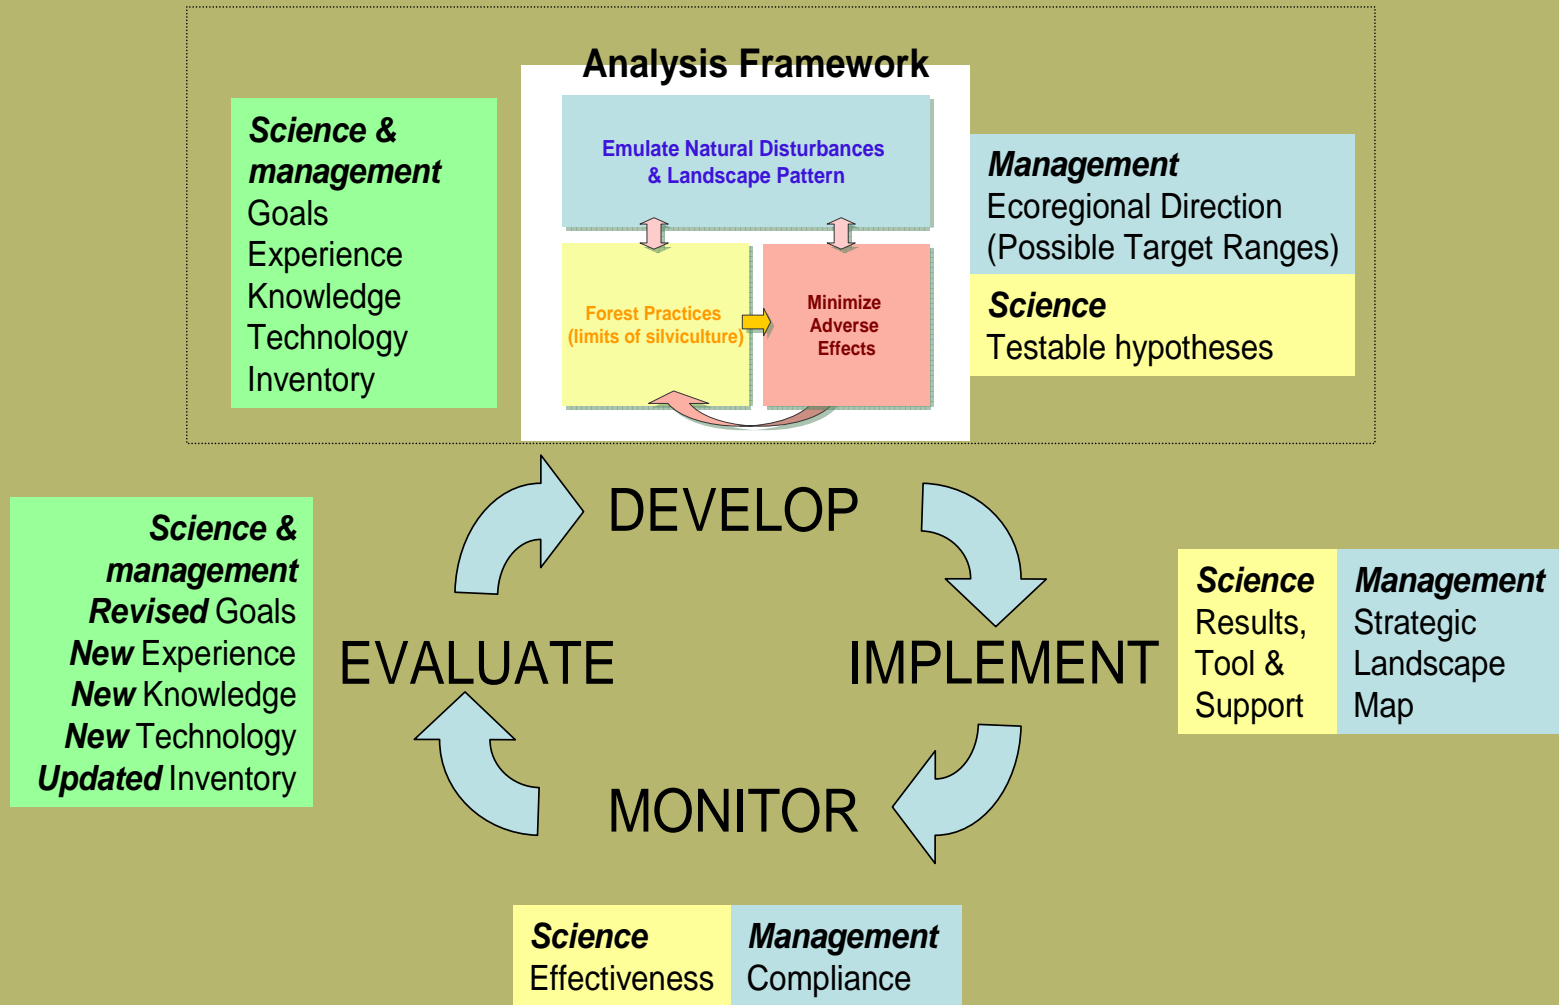 Analysis Framework
Science &
management
Goals
Experience
Knowledge
Technology
Inventory
Emulate Natural Disturbances
& Landscape Pattern
Forest Practices
(limits of silviculture)
Minimize
Adverse
Effects
Management
Ecoregional Direction
(Possible Target Ranges)
Science
Testable hypotheses
DEVELOP
Science &
management
Revised Goals
New Experience
New Knowledge
New Technology
Updated Inventory
EVALUATE
IMPLEMENT
Science
Results,
Tool &
Support
Management
Strategic
Landscape
Map
MONITOR
Science
Effectiveness
Management
Compliance